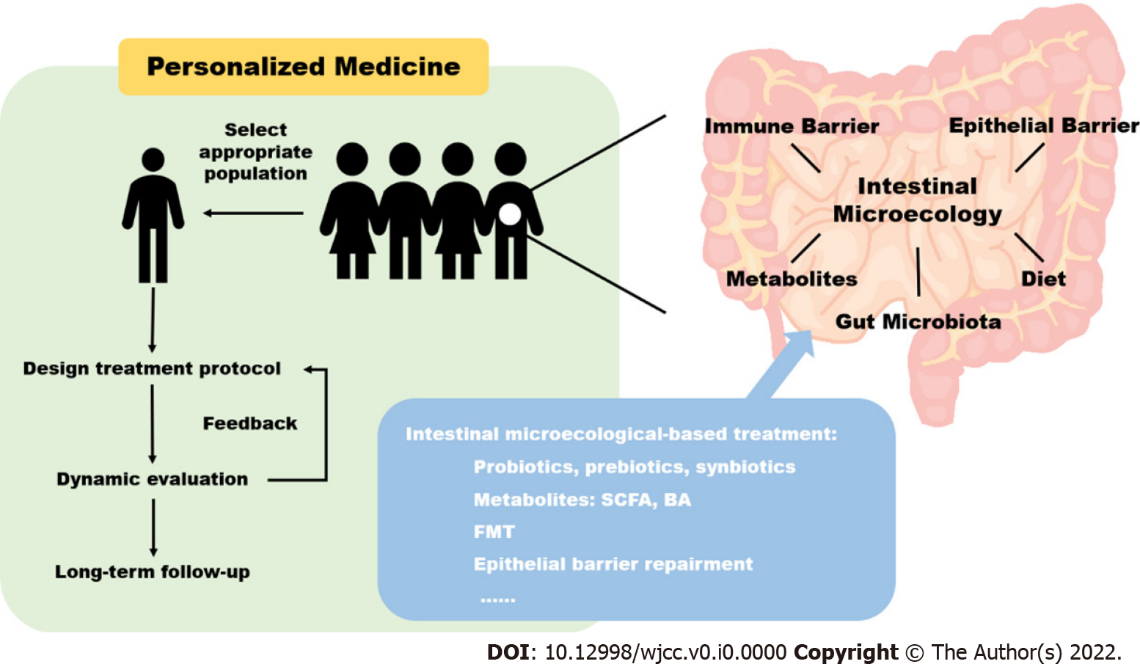 Personalized Medicine
Select
appropriate
population
Design treatment protocol
Feedback
Dynamic evaluation
Long-term follow-up
Immune Barrier
Epithelial Barrier
Intestinal
Microecology
Metabolites
Diet
Gut Microbiota
Intestinal microecological-based treatment:
Probiotics, prebiotics, synbiotics
Metabolites: SCFA, BA
FMT
Epithelial barrier repairment
......
DOI: 10.12998/wjcc.v0.i0.0000 Copyright © The Author(s) 2022.